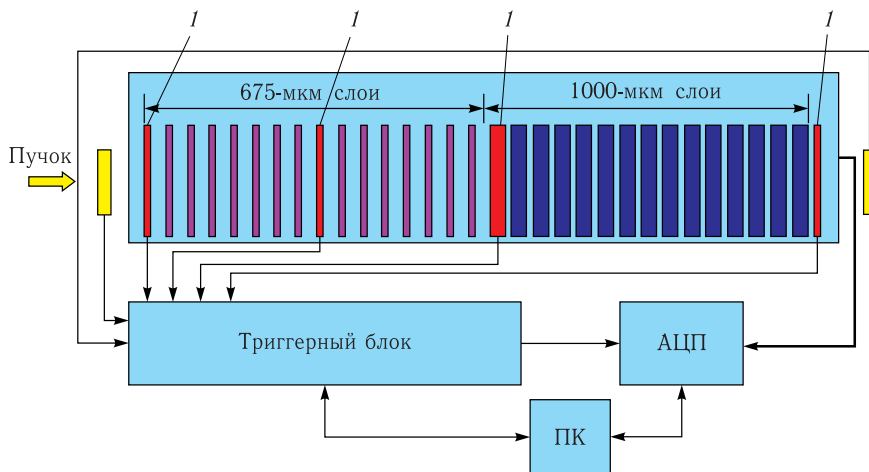 1 1 1 1
675-мкм слои 1000-мкм слои
Пучок
Триггерный блок АЦП
ПК